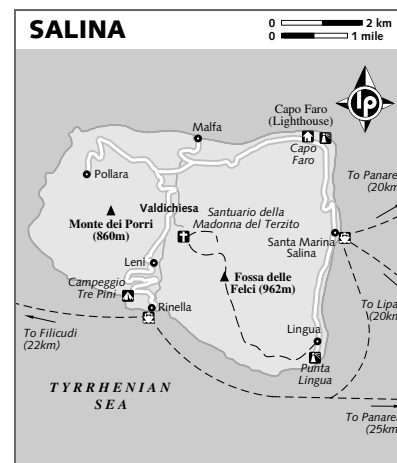 SALINA
0 2 km
0 1 mile
lp
Capo Faro
(Lighthouse)
Malfa
Capo
Faro
Pollara
To Panare
(20km
Valdichiesa
Santuario della
Madonna del Terzito
Monte dei Porri
(860m)
Santa Marina
Salina
Leni
Fossa delle
Felci (962m)
Campeggio
Tre Pini
Rinella
To Lipa
(20km
To Filicudi
(22km)
Lingua
Punta
Lingua
TYRRHENIAN
SEA
To Panare
(25km